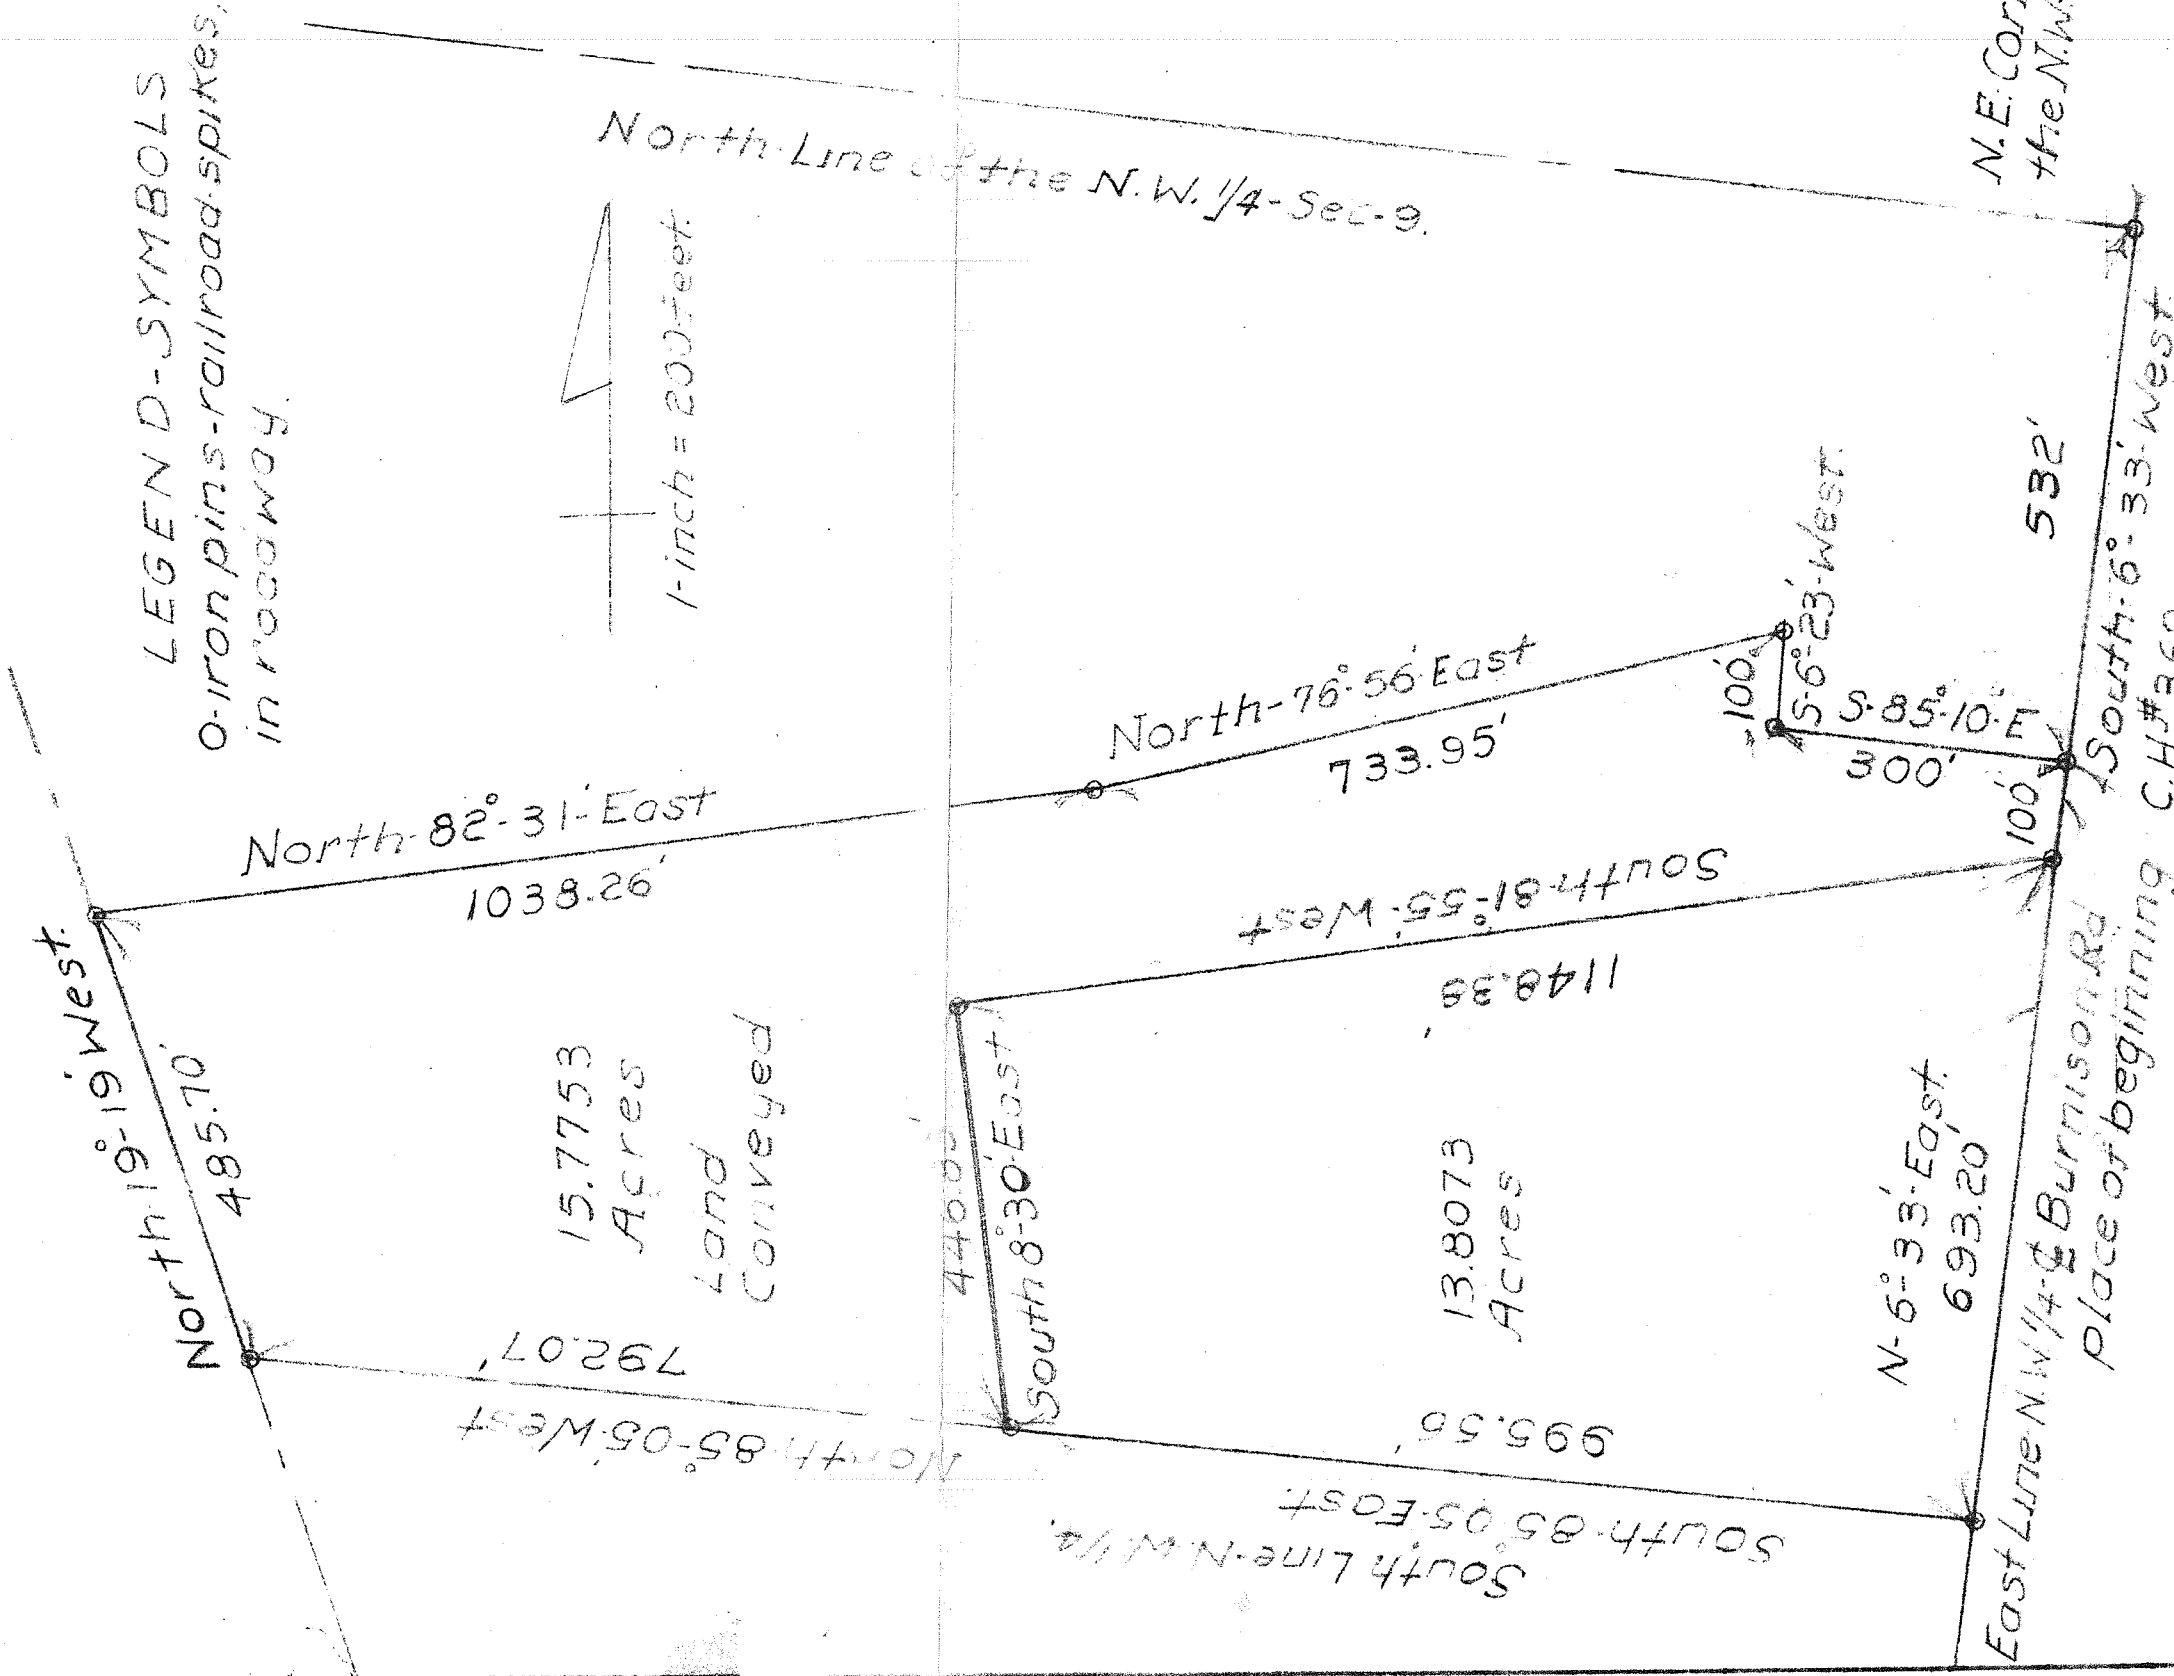 LEGEND-SYMBOLS
O-iron pins-railroad-spikes.
in roadway.
1-inch = 200-feet.
North-Line of the N.W. 1/4-Sec-9.
N.E. Cor
the N.W.
North-19°-19' West.
485.70'
North-82°-31'-East
1038.26'
North-76°-56'-East
733.95'
100'
S-6°-23'-West.
S-85°-10'-E
300'
532'
South-6°-33'-West
C.H#
100'
South-81°-55'-West
1148.38'
15.7753
Acres
Land
Conveyed
South 8°-30' East
13.8073
Acres
N-6°-33'-East.
693.20'
792.07'
North-85°-05'-West
995.50'
South-85°-05'-East.
South Line-N.W. 1/4.
East Line-N.W 1/4-℄ Burnison Rd
place of beginning